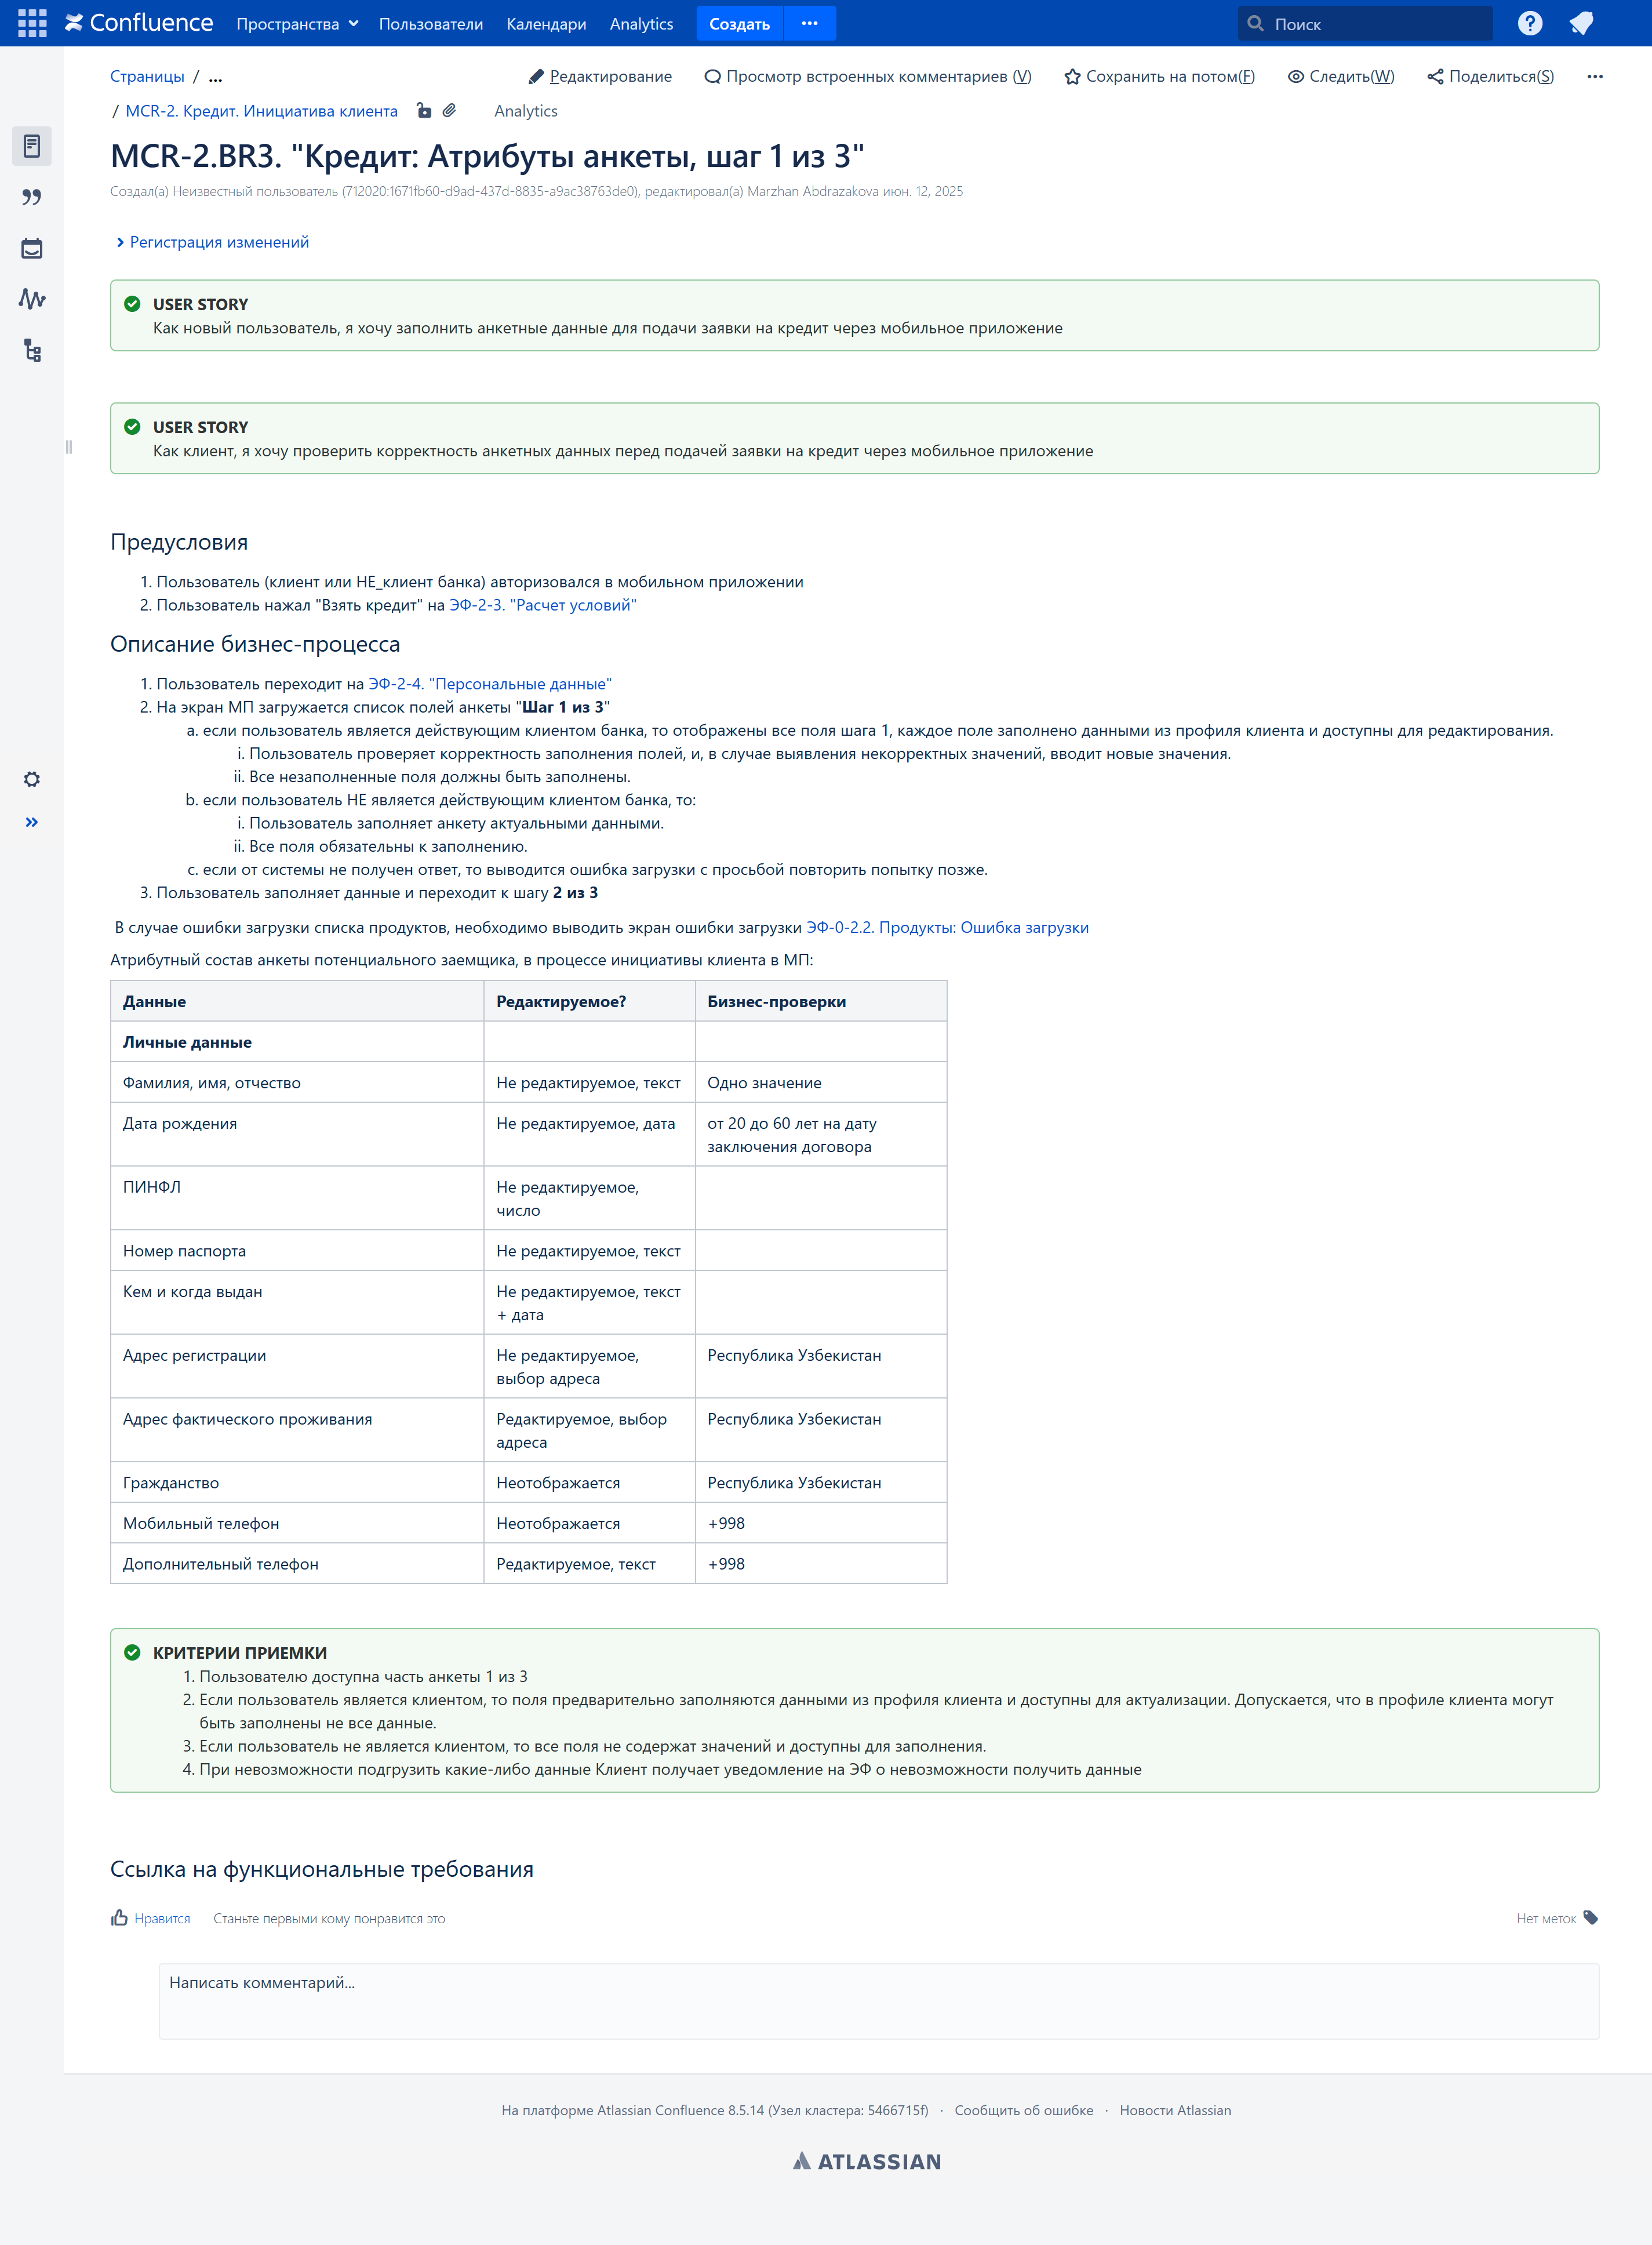 Confluence Пространства Пользователи Календари Analytics Создать ••• Поиск
Страницы / ... Редактирование Просмотр встроенных комментариев (V) Сохранить на потом(F) Следить(W) Поделиться(S) •••
/ MCR-2. Кредит. Инициатива клиента Analytics
MCR-2.BR3. "Кредит: Атрибуты анкеты, шаг 1 из 3"
Создал(а) Неизвестный пользователь (712020:1671fb60-d9ad-437d-8835-a9ac38763de0), редактировал(а) Marzhan Abdrazakova июн. 12, 2025
Регистрация изменений
USER STORY
Как новый пользователь, я хочу заполнить анкетные данные для подачи заявки на кредит через мобильное приложение
USER STORY
Как клиент, я хочу проверить корректность анкетных данных перед подачей заявки на кредит через мобильное приложение
Предусловия
1. Пользователь (клиент или НЕ_клиент банка) авторизовался в мобильном приложении
2. Пользователь нажал "Взять кредит" на ЭФ-2-3. "Расчет условий"
Описание бизнес-процесса
1. Пользователь переходит на ЭФ-2-4. "Персональные данные"
2. На экран МП загружается список полей анкеты "Шаг 1 из 3"
a. если пользователь является действующим клиентом банка, то отображены все поля шага 1, каждое поле заполнено данными из профиля клиента и доступны для редактирования.
i. Пользователь проверяет корректность заполнения полей, и, в случае выявления некорректных значений, вводит новые значения.
ii. Все незаполненные поля должны быть заполнены.
b. если пользователь НЕ является действующим клиентом банка, то:
i. Пользователь заполняет анкету актуальными данными.
ii. Все поля обязательны к заполнению.
c. если от системы не получен ответ, то выводится ошибка загрузки с просьбой повторить попытку позже.
3. Пользователь заполняет данные и переходит к шагу 2 из 3
В случае ошибки загрузки списка продуктов, необходимо выводить экран ошибки загрузки ЭФ-0-2.2. Продукты: Ошибка загрузки
Атрибутный состав анкеты потенциального заемщика, в процессе инициативы клиента в МП:
Данные Редактируемое? Бизнес-проверки
Личные данные
Фамилия, имя, отчество Не редактируемое, текст Одно значение
Дата рождения Не редактируемое, дата от 20 до 60 лет на дату
заключения договора
ПИНФЛ Не редактируемое,
число
Номер паспорта Не редактируемое, текст
Кем и когда выдан Не редактируемое, текст
+ дата
Адрес регистрации Не редактируемое, Республика Узбекистан
выбор адреса
Адрес фактического проживания Редактируемое, выбор Республика Узбекистан
адреса
Гражданство Неотображается Республика Узбекистан
Мобильный телефон Неотображается +998
Дополнительный телефон Редактируемое, текст +998
КРИТЕРИИ ПРИЕМКИ
1. Пользователю доступна часть анкеты 1 из 3
2. Если пользователь является клиентом, то поля предварительно заполняются данными из профиля клиента и доступны для актуализации. Допускается, что в профиле клиента могут
быть заполнены не все данные.
3. Если пользователь не является клиентом, то все поля не содержат значений и доступны для заполнения.
4. При невозможности подгрузить какие-либо данные Клиент получает уведомление на ЭФ о невозможности получить данные
Ссылка на функциональные требования
Нравится Станьте первыми кому понравится это Нет меток
Написать комментарий...
На платформе Atlassian Confluence 8.5.14 (Узел кластера: 5466715f) · Сообщить об ошибке · Новости Atlassian
ATLASSIAN